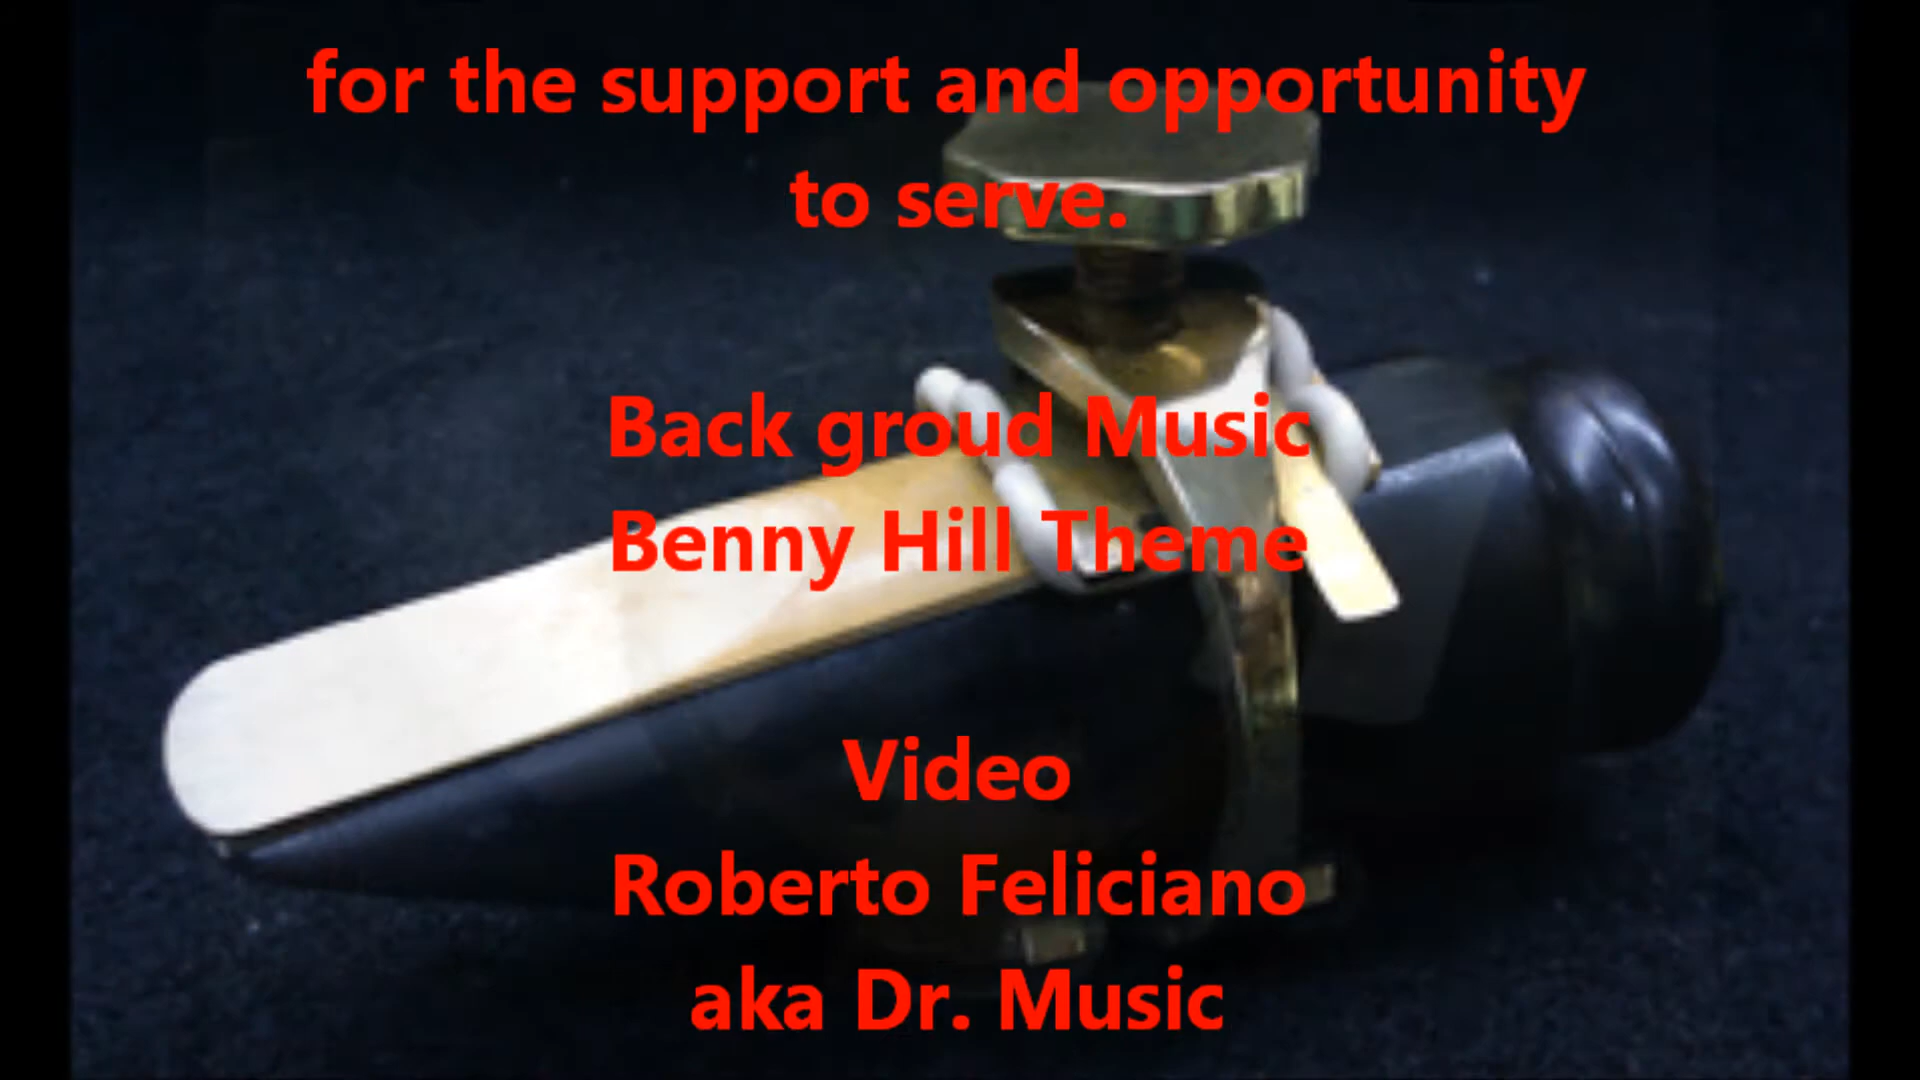 for the support and opportunity
to serve.
Back groud Music
Benny Hill Theme
Video
Roberto Feliciano
aka Dr. Music